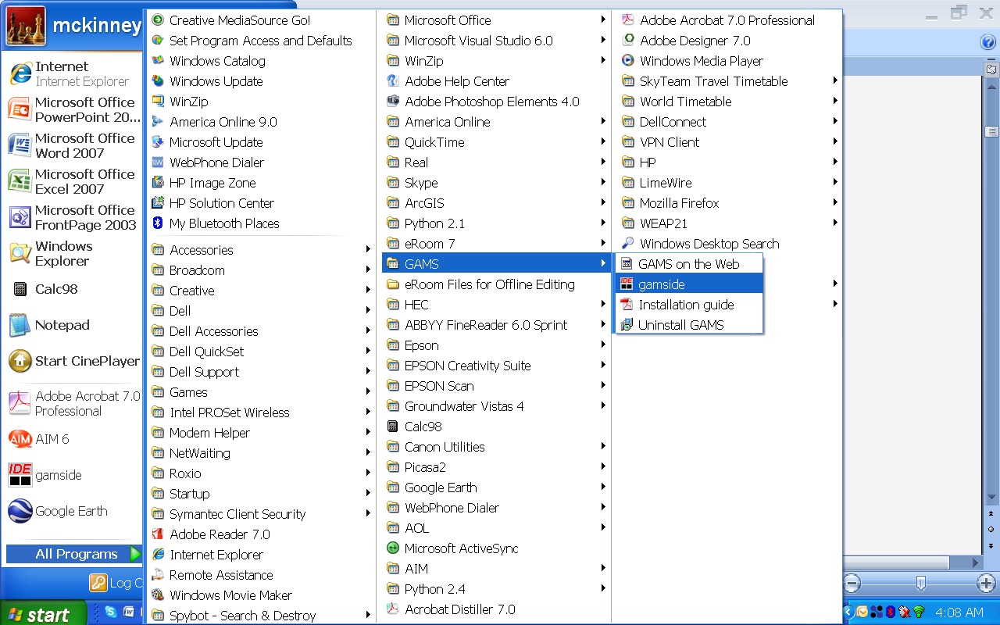 mckinney
Internet
Internet Explorer
Microsoft Office
PowerPoint 20...
Microsoft Office
Word 2007
Microsoft Office
Excel 2007
Microsoft Office
FrontPage 2003
Windows
Explorer
Calc98
Notepad
Start CinePlayer
Adobe Acrobat 7.0
Professional
AIM 6
gamside
Google Earth
All Programs
Log
start
Creative MediaSource Go!
Set Program Access and Defaults
Windows Catalog
Windows Update
WinZip
America Online 9.0
Microsoft Update
WebPhone Dialer
HP Image Zone
HP Solution Center
My Bluetooth Places
Accessories
Broadcom
Creative
Dell
Dell Accessories
Dell QuickSet
Dell Support
Games
Intel PROSet Wireless
Modem Helper
NetWaiting
Roxio
Startup
Symantec Client Security
Adobe Reader 7.0
Internet Explorer
Remote Assistance
Windows Movie Maker
Spybot - Search & Destroy
Microsoft Office
Microsoft Visual Studio 6.0
WinZip
Adobe Help Center
Adobe Photoshop Elements 4.0
America Online
QuickTime
Real
Skype
ArcGIS
Python 2.1
eRoom 7
GAMS
eRoom Files for Offline Editing
HEC
ABBYY FineReader 6.0 Sprint
Epson
EPSON Creativity Suite
EPSON Scan
Groundwater Vistas 4
Calc98
Canon Utilities
Picasa2
Google Earth
WebPhone Dialer
AOL
Microsoft ActiveSync
AIM
Python 2.4
Acrobat Distiller 7.0
Adobe Acrobat 7.0 Professional
Adobe Designer 7.0
Windows Media Player
SkyTeam Travel Timetable
World Timetable
DellConnect
VPN Client
HP
LimeWire
Mozilla Firefox
WEAP21
Windows Desktop Search
GAMS on the Web
gamside
Installation guide
Uninstall GAMS
4:08 AM